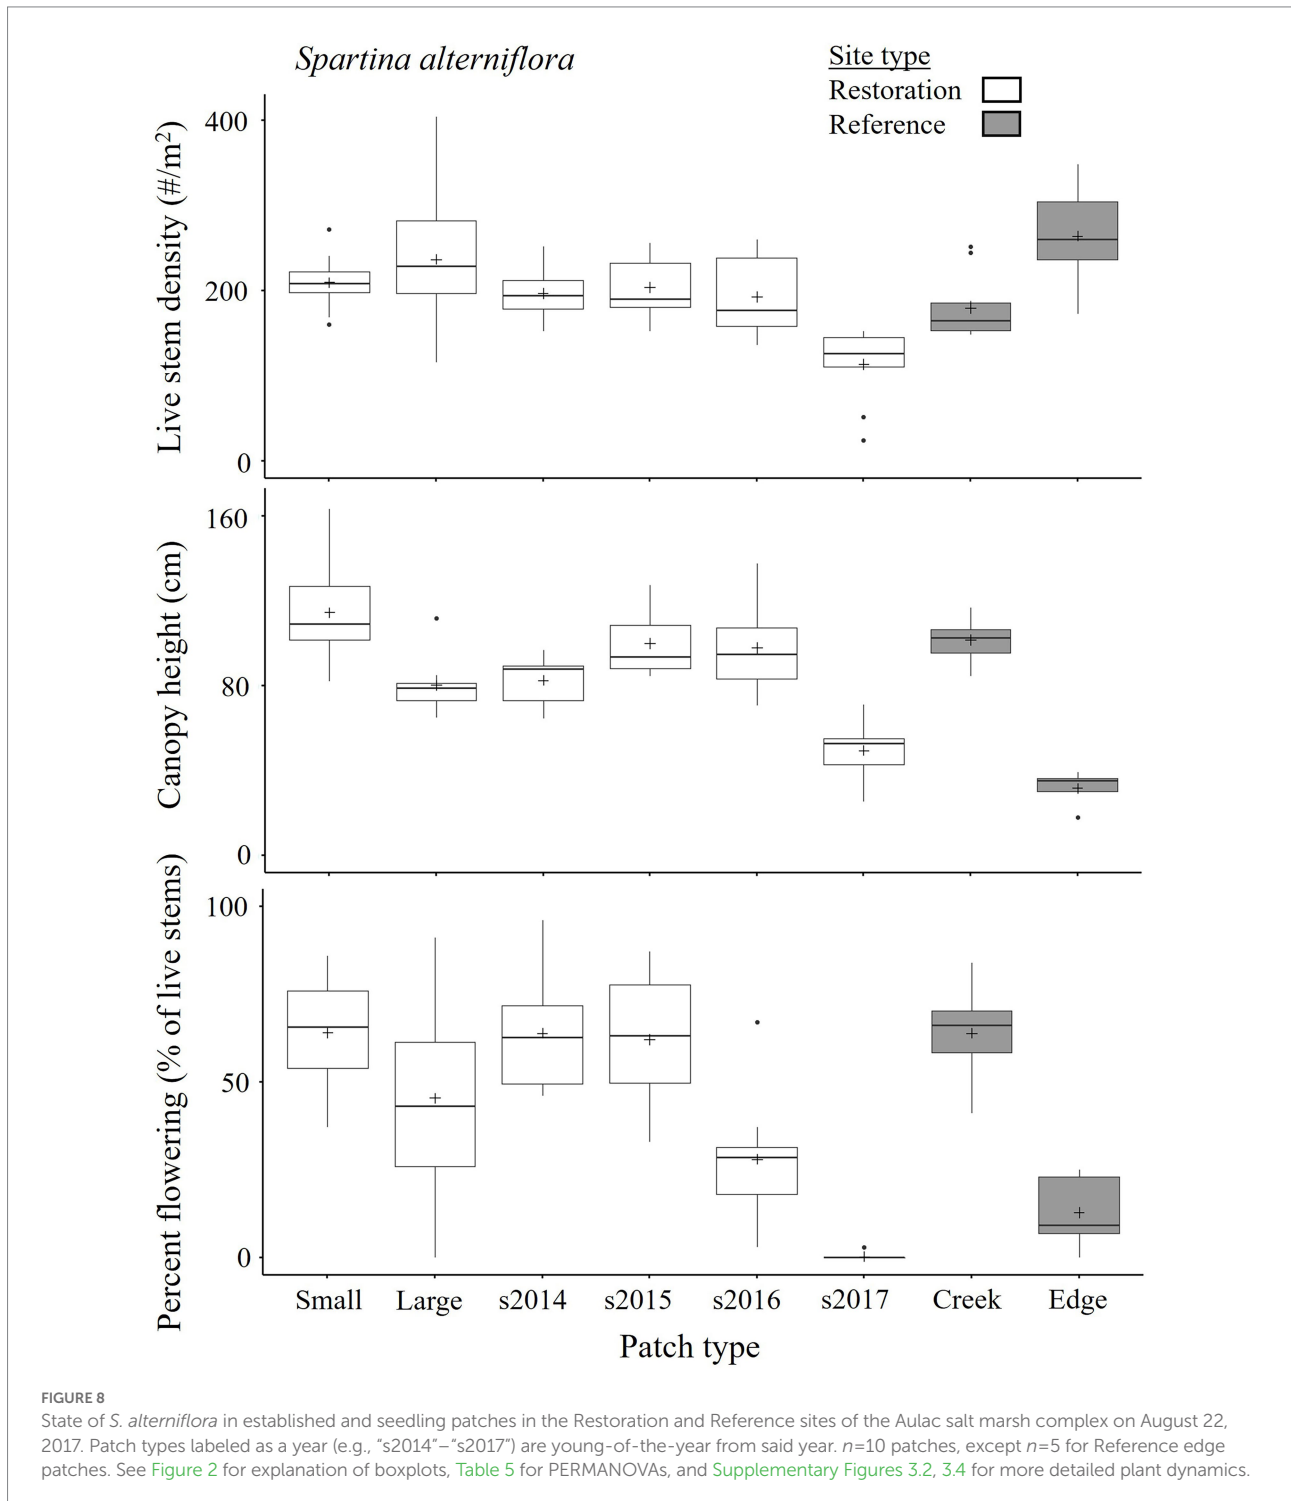 Spartina alterniflora
Site type
Restoration
Reference
Live stem density (#/m²)
400
200
0
Canopy height (cm)
160
80
0
Percent flowering (% of live stems)
100
50
0
Small Large s2014 s2015 s2016 s2017 Creek Edge
Patch type
FIGURE 8
State of S. alterniflora in established and seedling patches in the Restoration and Reference sites of the Aulac salt marsh complex on August 22,
2017. Patch types labeled as a year (e.g., “s2014”–“s2017”) are young-of-the-year from said year. n=10 patches, except n=5 for Reference edge
patches. See Figure 2 for explanation of boxplots, Table 5 for PERMANOVAs, and Supplementary Figures 3.2, 3.4 for more detailed plant dynamics.